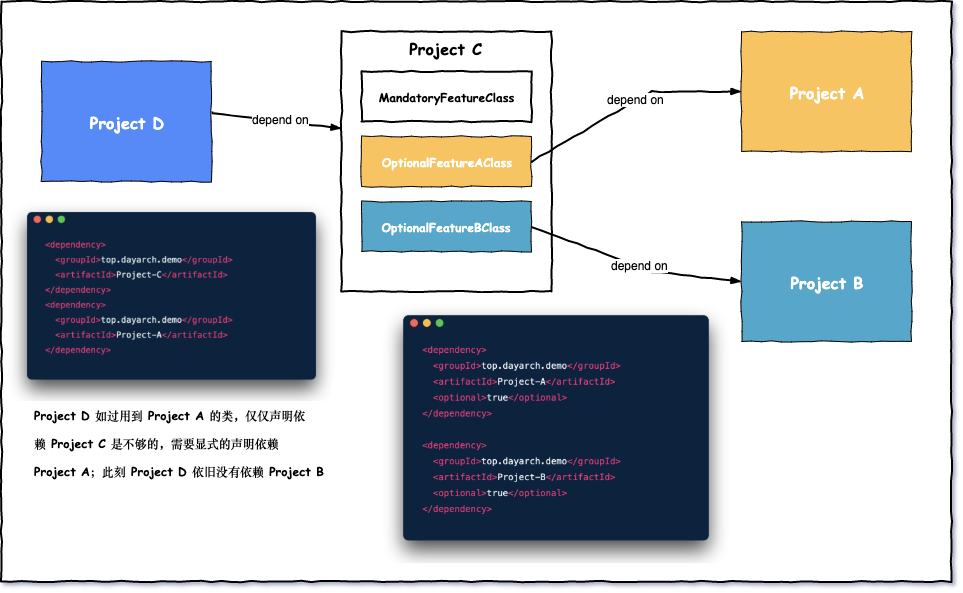 Project C
Project D
MandatoryFeatureClass
OptionalFeatureAClass
OptionalFeatureBClass
depend on
depend on
depend on
Project A
Project B
<dependency>
<groupId>top.dayarch.demo</groupId>
<artifactId>Project-C</artifactId>
</dependency>
<dependency>
<groupId>top.dayarch.demo</groupId>
<artifactId>Project-A</artifactId>
</dependency>
Project D 如过用到 Project A 的类，仅仅声明依
赖 Project C 是不够的，需要显式的声明依赖
Project A；此刻 Project D 依旧没有依赖 Project B
<dependency>
<groupId>top.dayarch.demo</groupId>
<artifactId>Project-A</artifactId>
<optional>true</optional>
</dependency>
<dependency>
<groupId>top.dayarch.demo</groupId>
<artifactId>Project-B</artifactId>
<optional>true</optional>
</dependency>